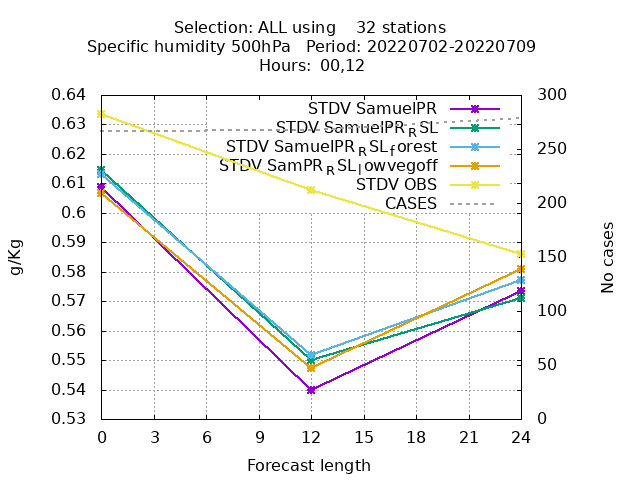 Selection: ALL using    32 stations
Specific humidity 500hPa   Period: 20220702-20220709
Hours:  00,12
STDV SamuelPR
STDV SamuelPR_RSL
STDV SamuelPR_RSL_forest
STDV SamPR_RSL_lowvegoff
STDV OBS
CASES
0.64
0.63
0.62
0.61
0.6
0.59
0.58
0.57
0.56
0.55
0.54
0.53
300
250
200
150
100
50
0
g/Kg
No cases
0 3 6 9 12 15 18 21 24
Forecast length